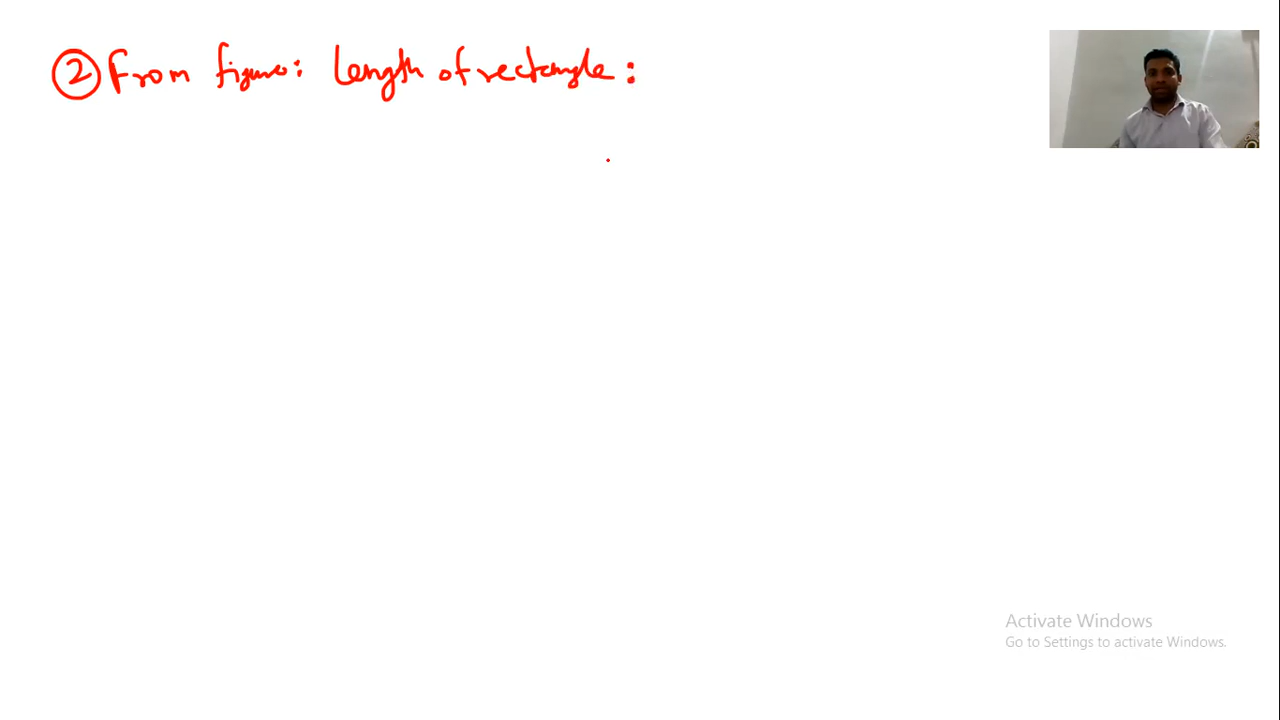 ② From figure: Length of rectangle:
Activate Windows
Go to Settings to activate Windows.